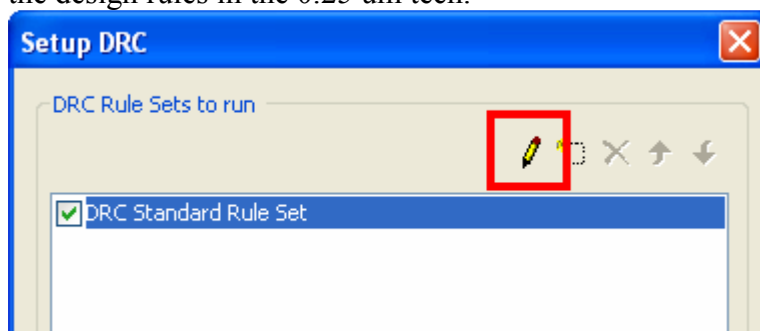 the design rules in the 0.25 um tech.
Setup DRC
DRC Rule Sets to run
DRC Standard Rule Set